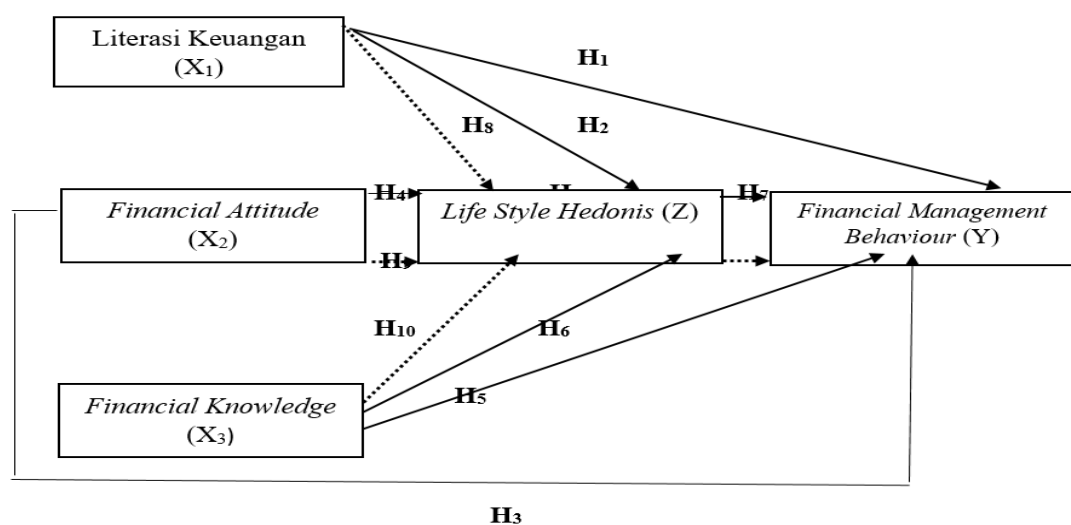 Literasi Keuangan
(X₁)
H₁
H₈
H₂
H₄
H₇
Financial Attitude
(X₂)
Life Style Hedonis (Z)
Financial Management
Behaviour (Y)
H₁₀
H₆
Financial Knowledge
(X₃)
H₅
H₃